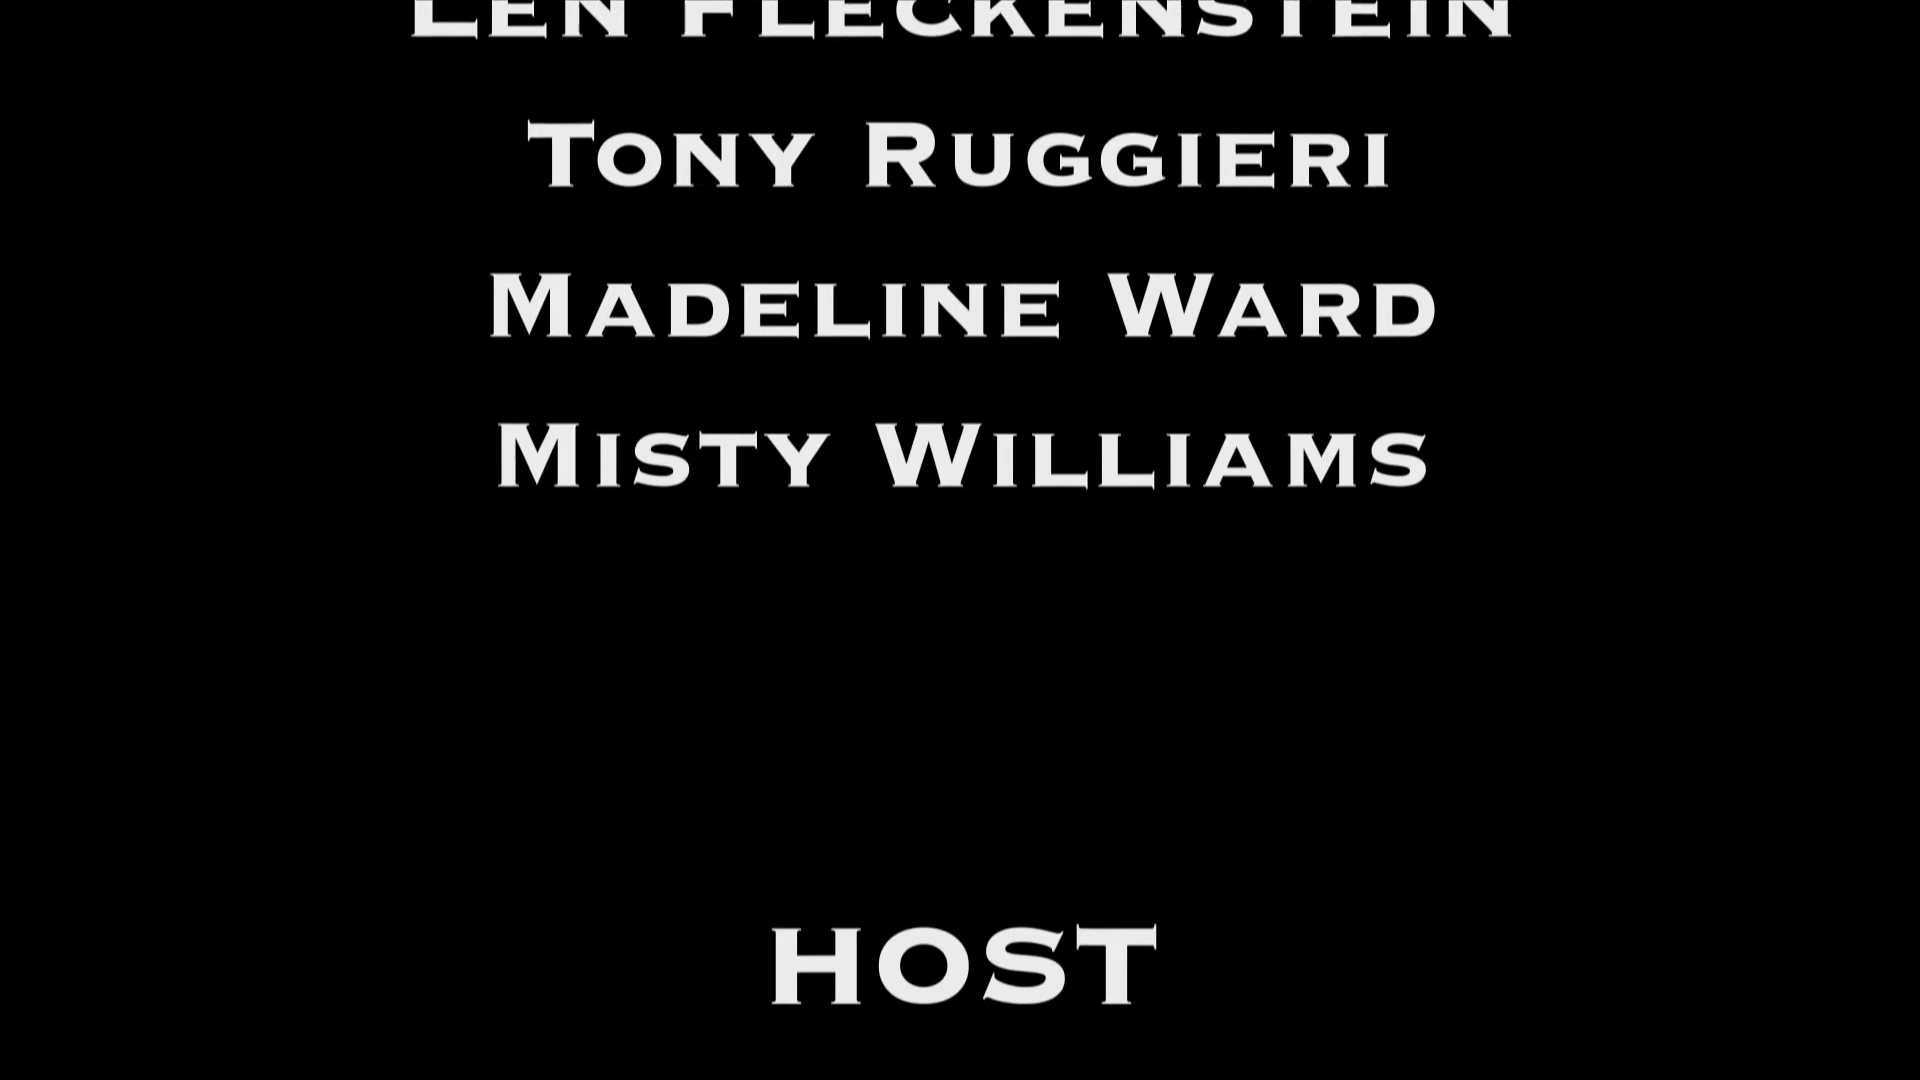 LEN FLECKENSTEIN
TONY RUGGIERI
MADELINE WARD
MISTY WILLIAMS
HOST